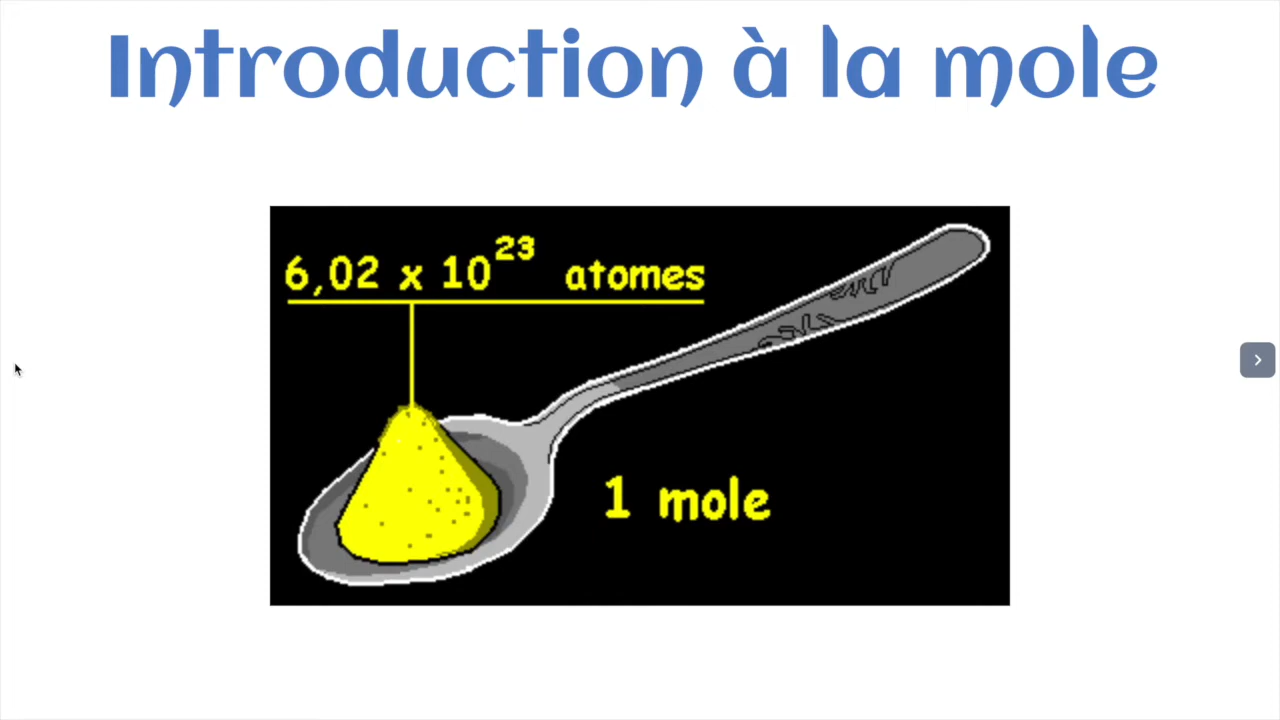 Introduction à la mole
6,02 x 10²³ atomes
1 mole